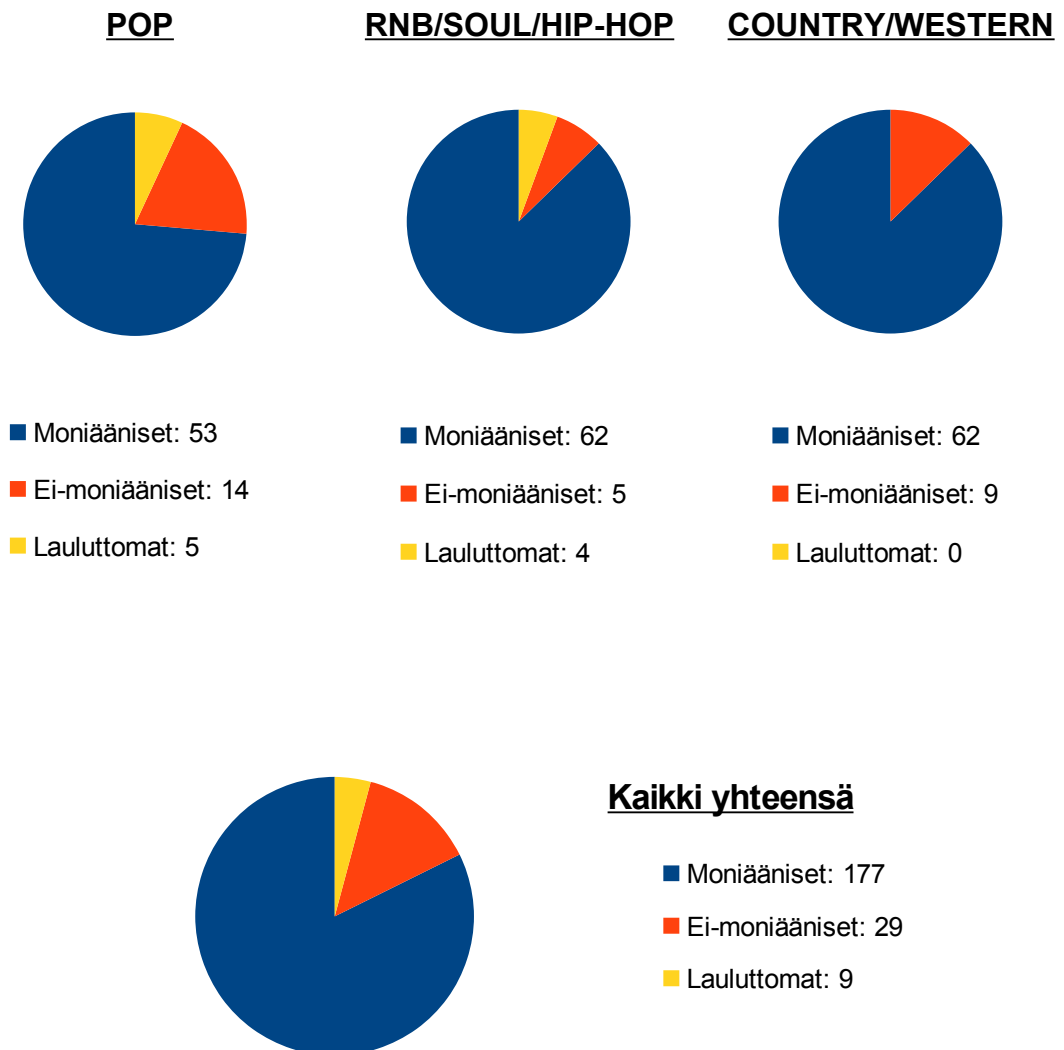 POP
RNB/SOUL/HIP-HOP
COUNTRY/WESTERN
Moniääniset: 53
Ei-moniääniset: 14
Lauluttomat: 5
Moniääniset: 62
Ei-moniääniset: 5
Lauluttomat: 4
Moniääniset: 62
Ei-moniääniset: 9
Lauluttomat: 0
Kaikki yhteensä
Moniääniset: 177
Ei-moniääniset: 29
Lauluttomat: 9